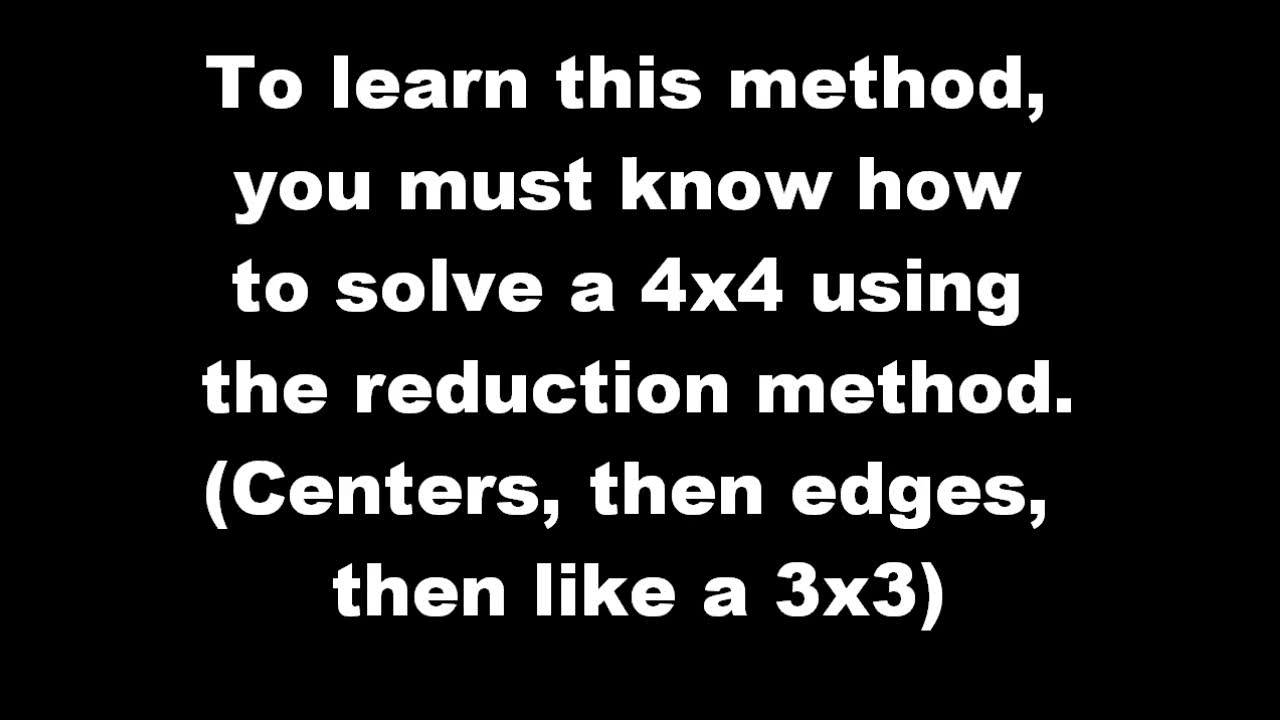 To learn this method,
you must know how
to solve a 4x4 using
the reduction method.
(Centers, then edges,
then like a 3x3)